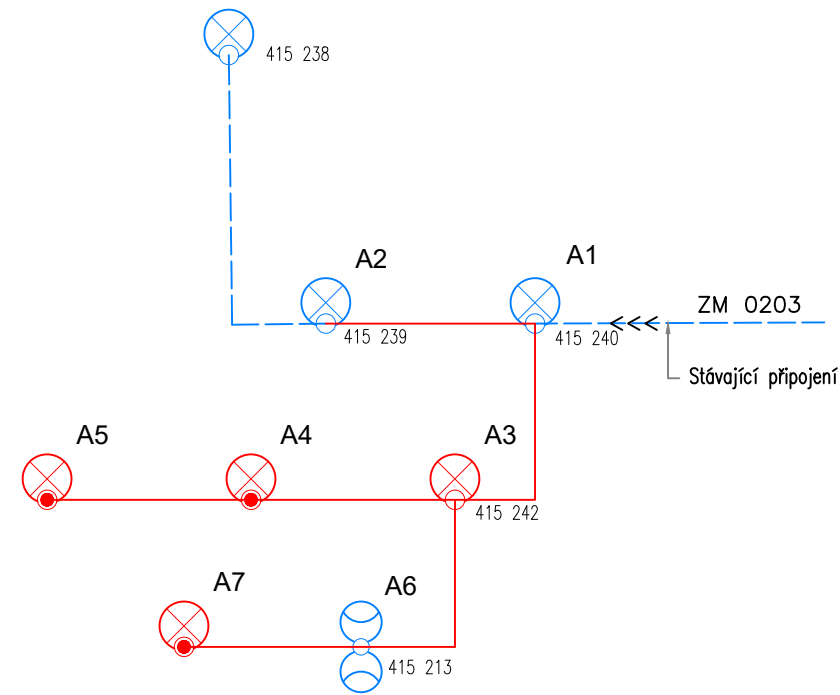 415 238
A2
A1
ZM 0203
415 239
415 240
Stávající připojení
A5
A4
A3
415 242
A7
A6
415 213